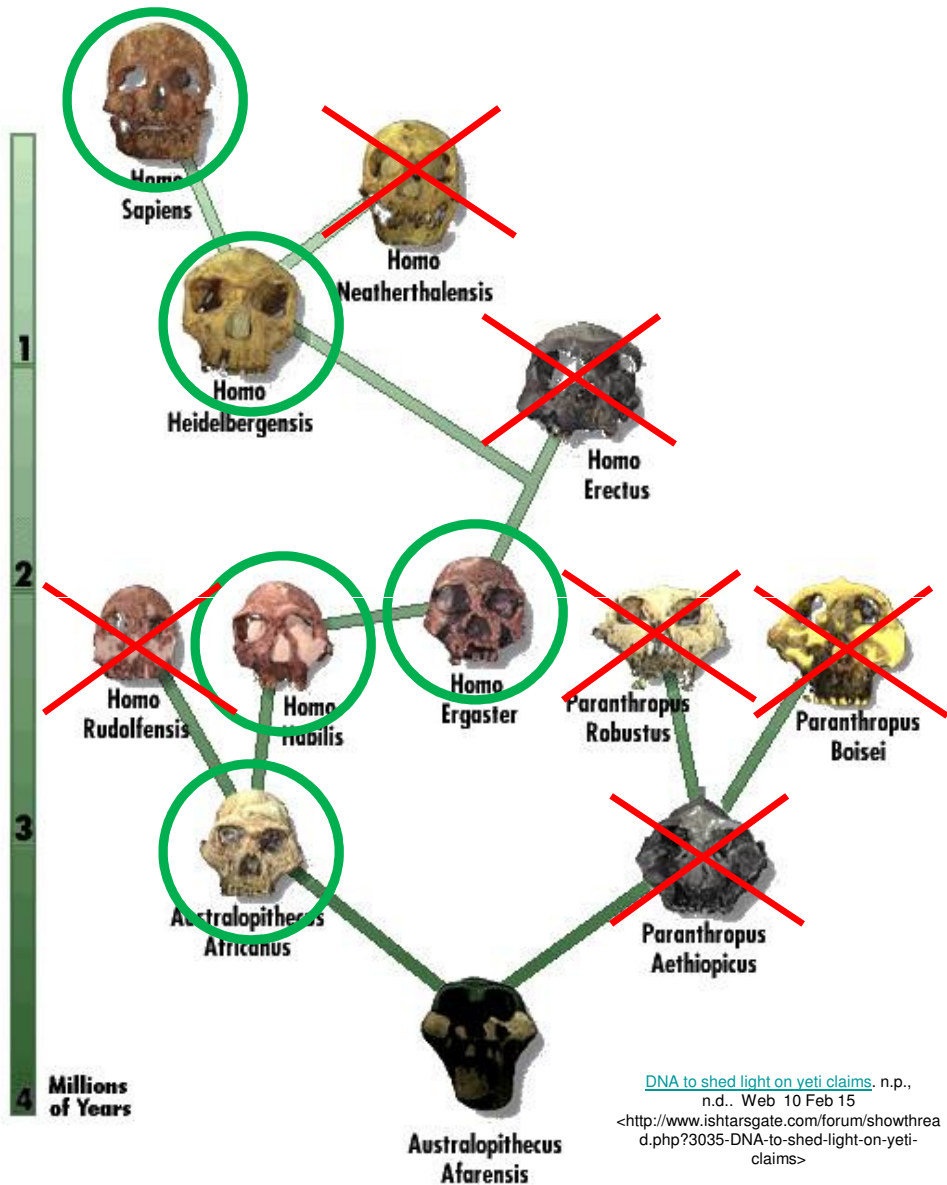 Homo
Sapiens
Homo
Neatherthalensis
1
Homo
Heidelbergensis
Homo
Erectus
2
Homo
Rudolfensis
Homo
Habilis
Homo
Ergaster
Paranthropus
Robustus
Paranthropus
Boisei
3
Australopithecus
Africanus
Paranthropus
Aethiopicus
4
Millions
of Years
Australopithecus
Afarensis
DNA to shed light on yeti claims. n.p.,
n.d.. Web 10 Feb 15
<http://www.ishtarsgate.com/forum/showthrea
d.php?3035-DNA-to-shed-light-on-yeti-
claims>